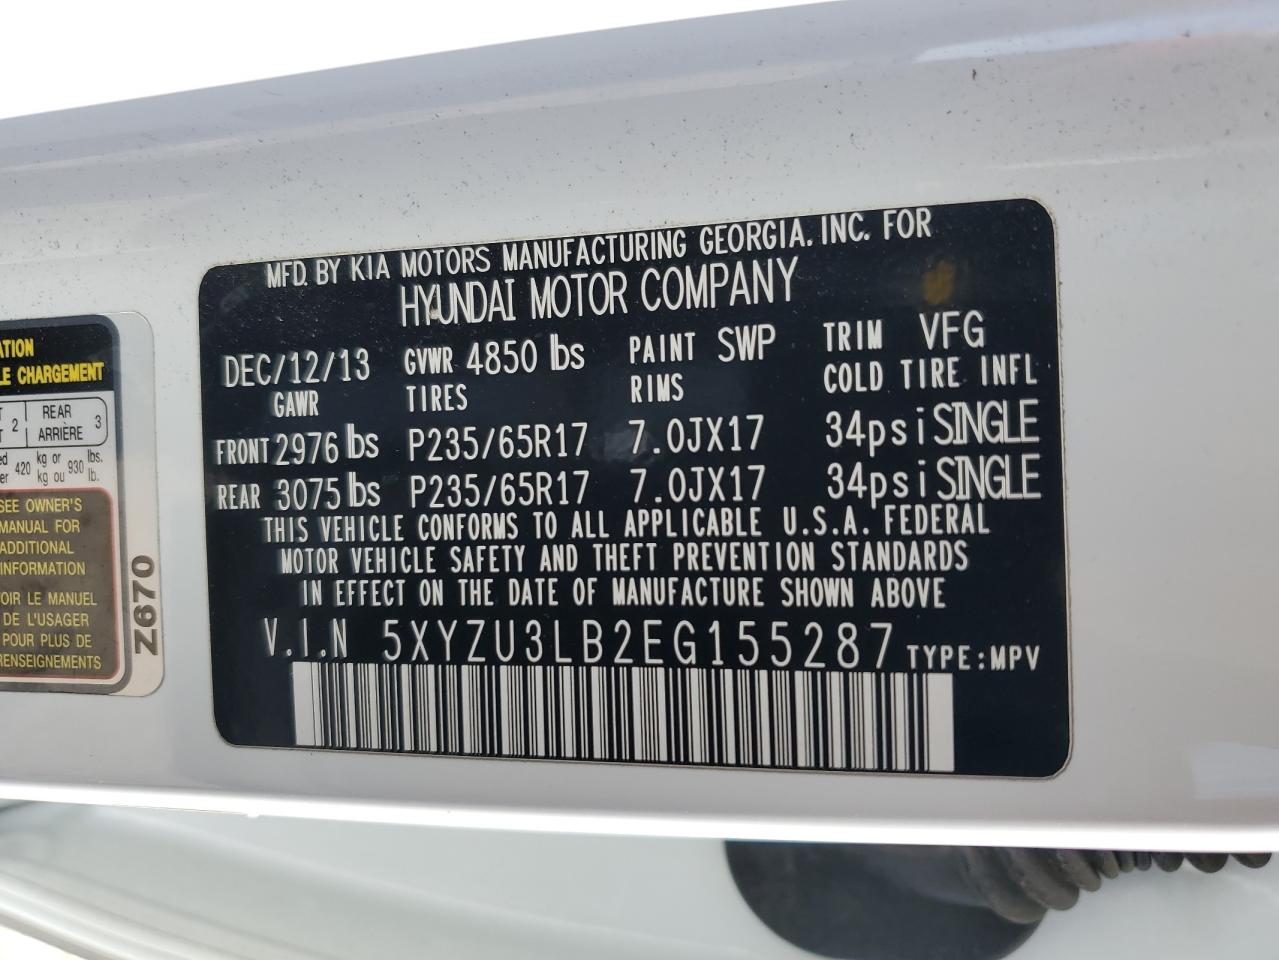 MFD. BY KIA MOTORS MANUFACTURING GEORGIA. INC. FOR
HYUNDAI MOTOR COMPANY
DEC/12/13 GVWR 4850 lbs PAINT SWP TRIM VFG
GAWR TIRES RIMS COLD TIRE INFL
FRONT 2976 lbs P235/65R17 7.0JX17 34psi SINGLE
REAR 3075 lbs P235/65R17 7.0JX17 34psi SINGLE
THIS VEHICLE CONFORMS TO ALL APPLICABLE U.S.A. FEDERAL
MOTOR VEHICLE SAFETY AND THEFT PREVENTION STANDARDS
IN EFFECT ON THE DATE OF MANUFACTURE SHOWN ABOVE
V.I.N 5XYZU3LB2EG155287 TYPE:MPV
CHARGEMENT
2 REAR 3
ARRIÈRE
420 kg or 930 lbs.
kg ou lb.
SEE OWNER'S
MANUAL FOR
ADDITIONAL
INFORMATION
LE MANUEL
DE L'USAGER
POUR PLUS DE
Z670